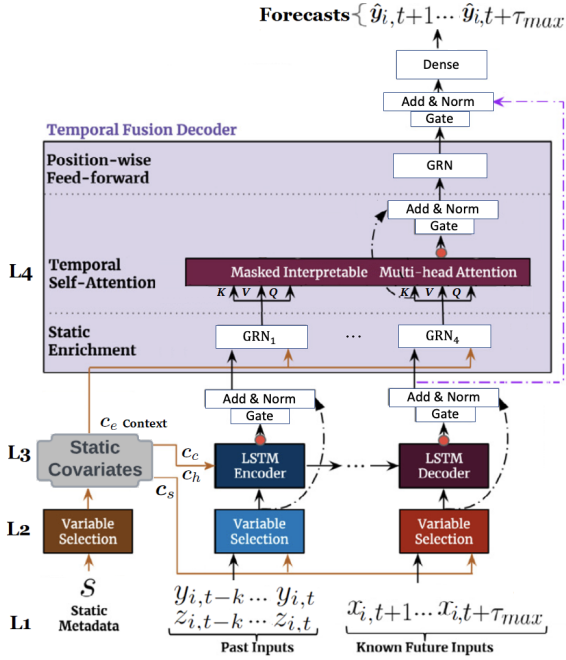 Forecasts { ŷi,t+1... ŷi,t+τmax
Dense
Add & Norm
Gate
Temporal Fusion Decoder
Position-wise
Feed-forward
GRN
Add & Norm
Gate
L4
Temporal
Self-Attention
Masked Interpretable Multi-head Attention
K V Q K V Q
Static
Enrichment
GRN1 ... GRN4
Add & Norm Add & Norm
Gate Gate
ce Context
L3
Static
Covariates
cc
ch
cs
LSTM
Encoder
...
LSTM
Decoder
L2
Variable
Selection
Variable
Selection
Variable
Selection
L1
s
Static
Metadata
yi,t−k ... yi,t
zi,t−k ... zi,t
Past Inputs
xi,t+1... xi,t+τmax
Known Future Inputs